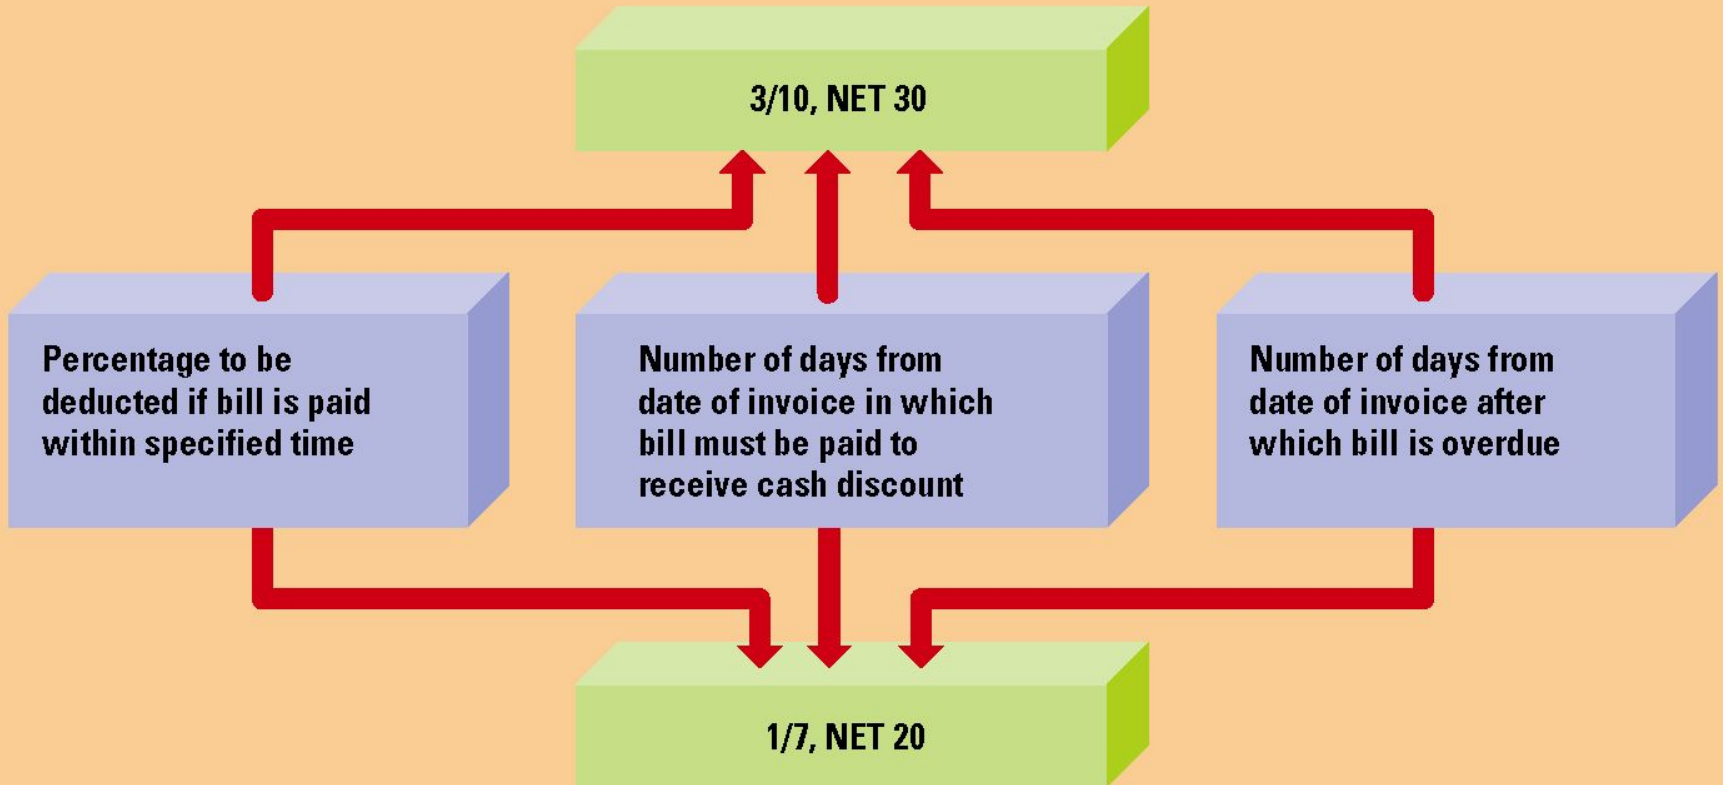 3/10, NET 30
Percentage to be
deducted if bill is paid
within specified time
Number of days from
date of invoice in which
bill must be paid to
receive cash discount
Number of days from
date of invoice after
which bill is overdue
1/7, NET 20